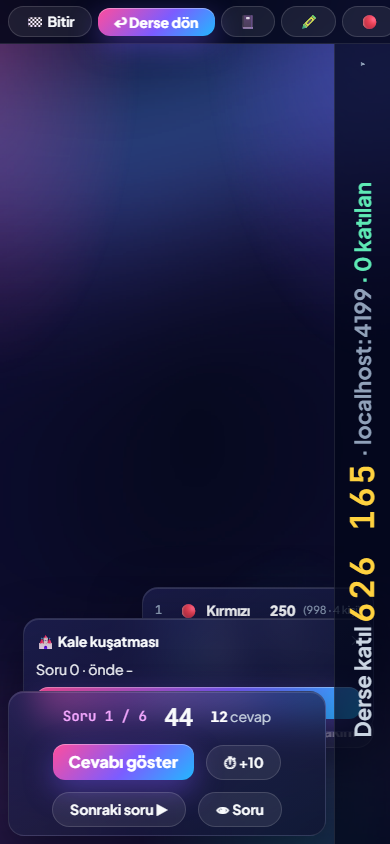 Bitir
Derse dön
Derse katıl 626 165 · localhost:4199 · 0 katılan
1 Kırmızı 250
Kale kuşatması
Soru 0 · önde -
Soru 1 / 6 44 12 cevap
Cevabı göster
+10
Sonraki soru
Soru